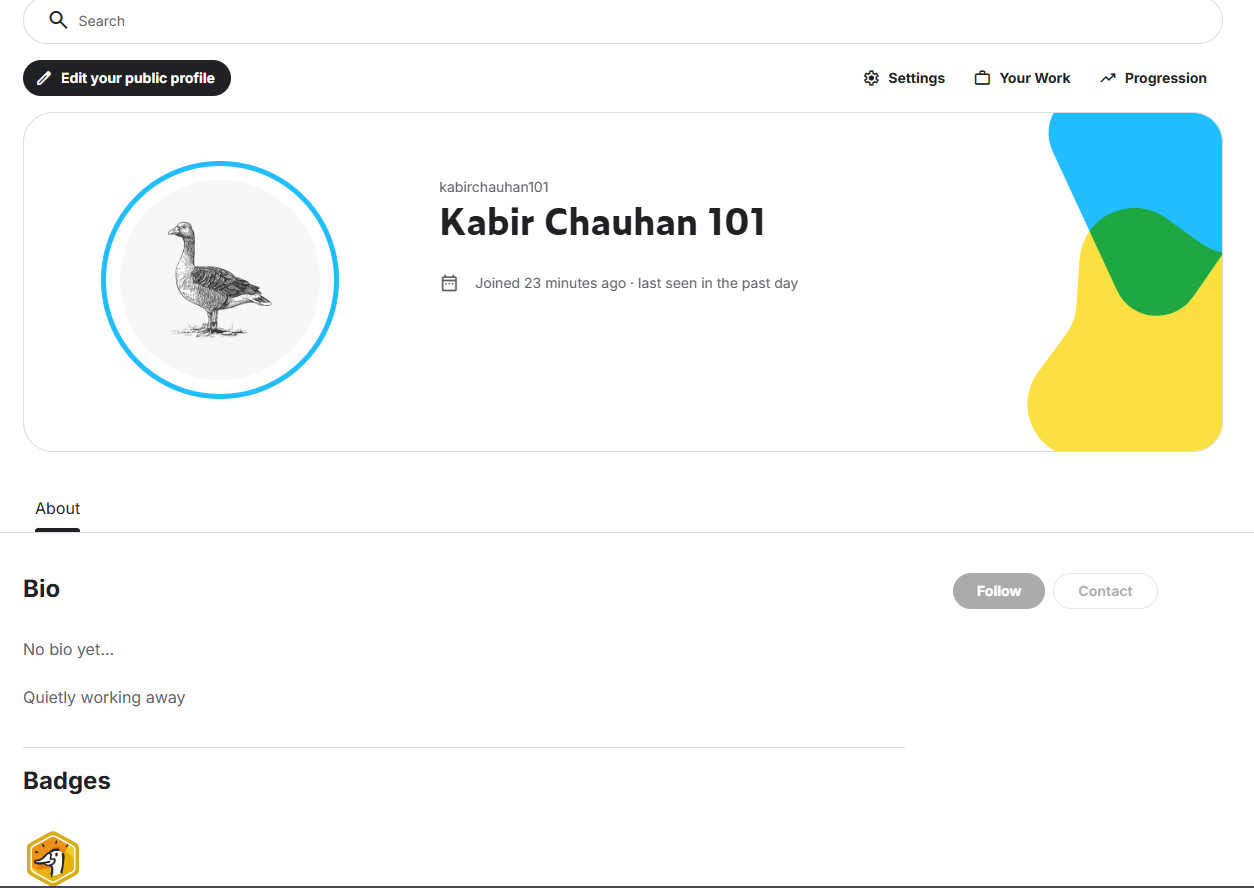 Search
Edit your public profile
Settings
Your Work
Progression
kabirchauhan101
Kabir Chauhan 101
Joined 23 minutes ago · last seen in the past day
About
Bio
Follow
Contact
No bio yet...
Quietly working away
Badges